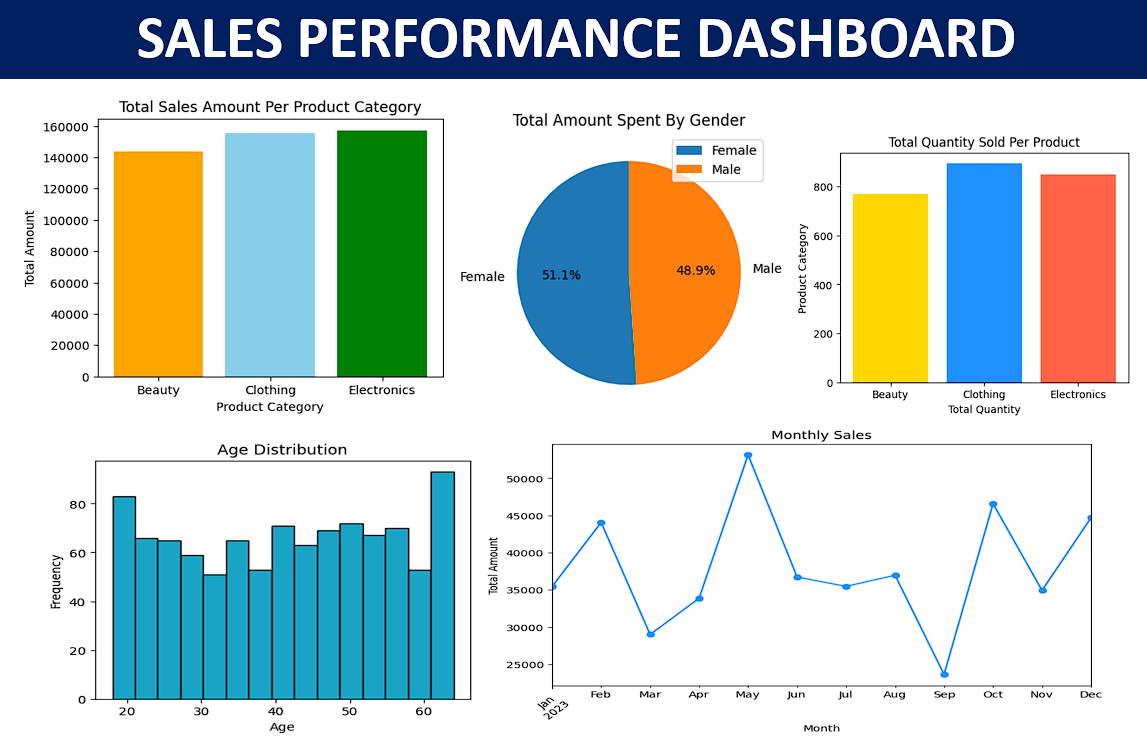 SALES PERFORMANCE DASHBOARD
Total Sales Amount Per Product Category
Total Amount
160000
140000
120000
100000
80000
60000
40000
20000
0
Beauty Clothing Electronics
Product Category
Total Amount Spent By Gender
Female
Male
Female
51.1%
48.9%
Male
Total Quantity Sold Per Product
Product Category
800
600
400
200
0
Beauty Clothing Electronics
Total Quantity
Age Distribution
Frequency
80
60
40
20
0
20 30 40 50 60
Age
Monthly Sales
Total Amount
50000
45000
40000
35000
30000
25000
Jan Feb Mar Apr May Jun Jul Aug Sep Oct Nov Dec
2023
Month